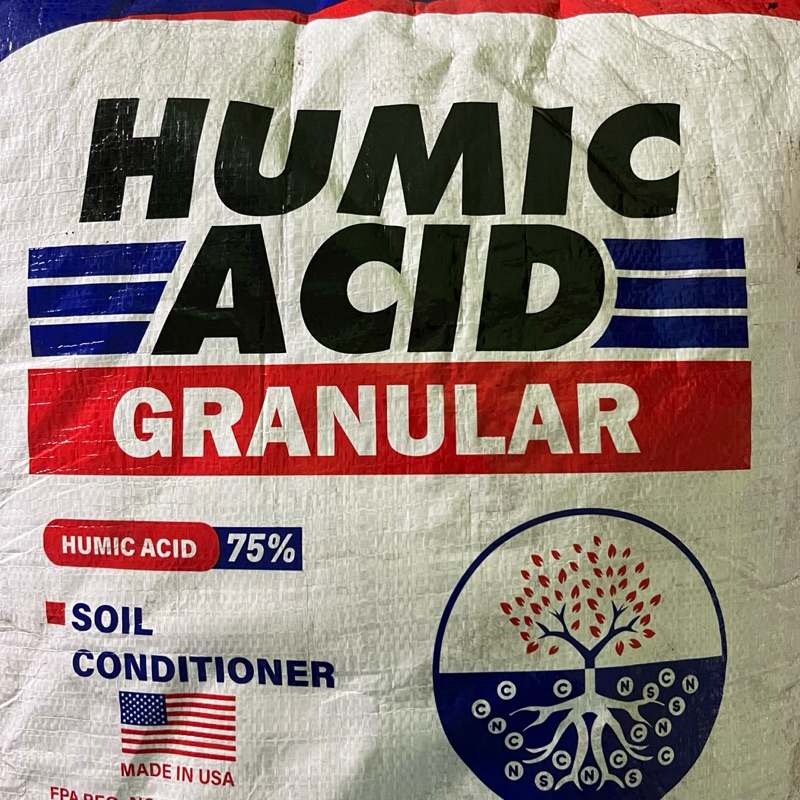 HUMIC
ACID
GRANULAR
HUMIC ACID 75%
SOIL
CONDITIONER
MADE IN USA
C C N S C N
C N C C S N
N S C N C S C